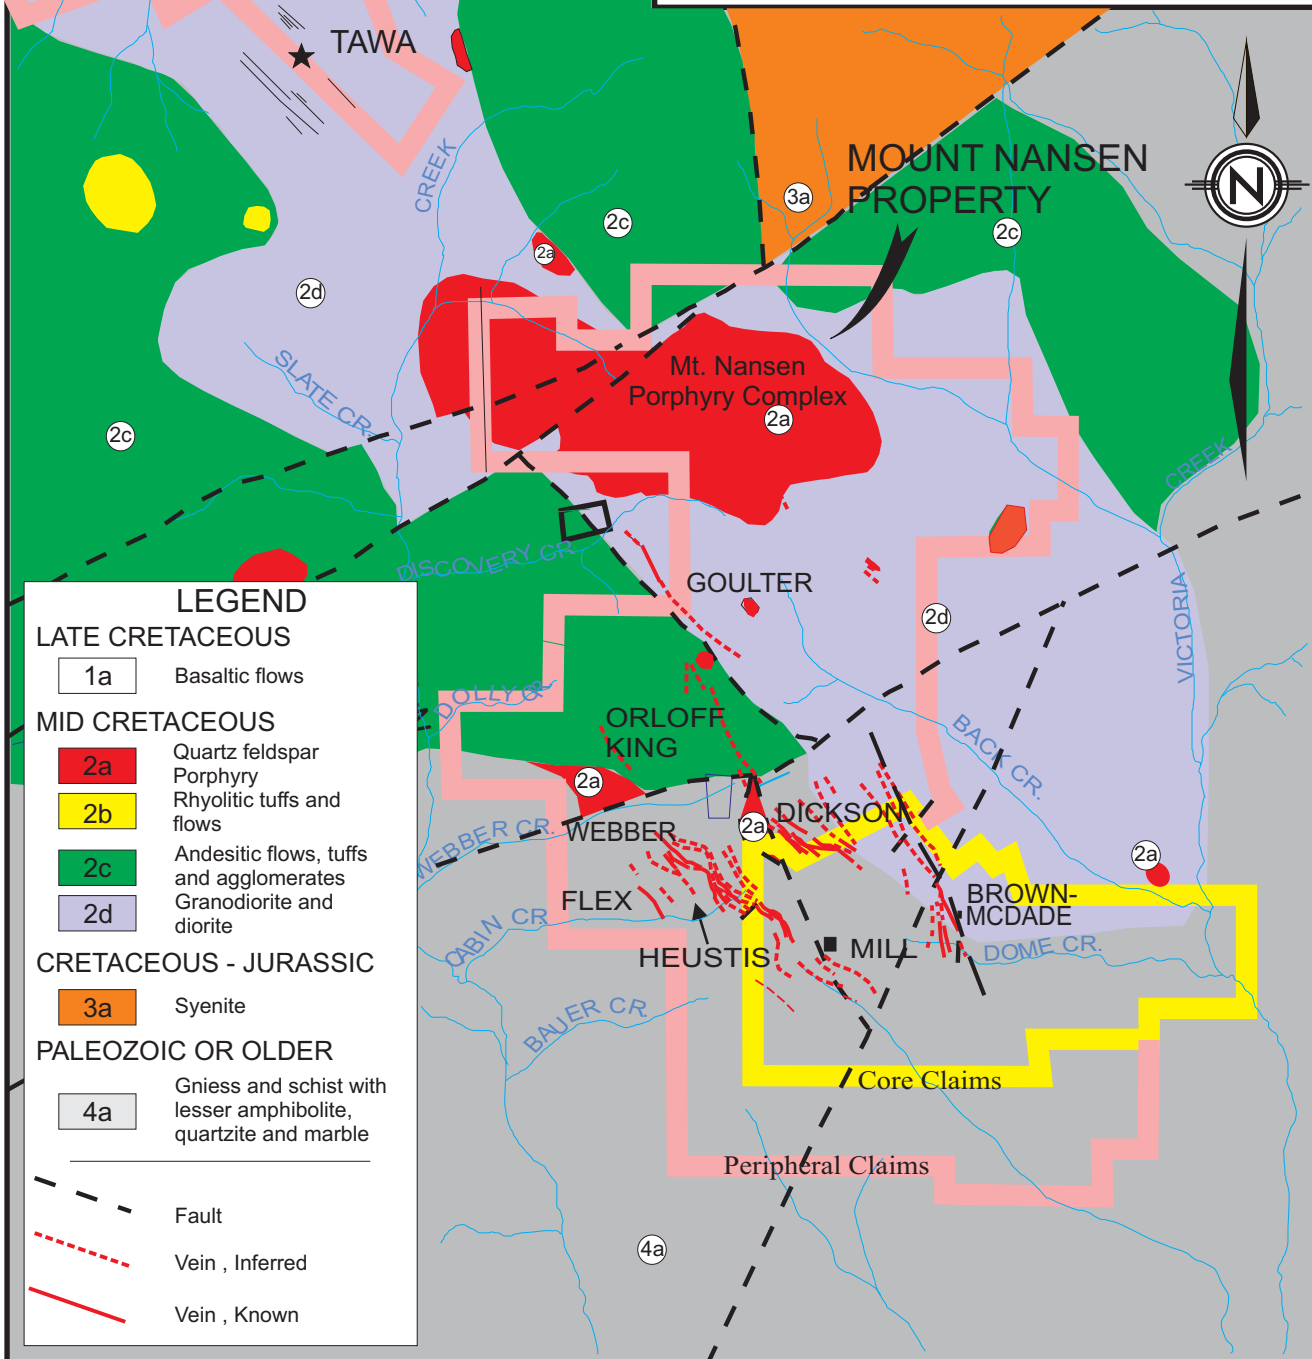 TAWA
CREEK
2c
3a
MOUNT NANSEN
PROPERTY
2c
N
2a
2d
SLATE CR.
2c
Mt. Nansen
Porphyry Complex
2a
CREEK
DISCOVERY CR.
GOULTER
2d
VICTORIA
DOLLY CR.
ORLOFF
KING
BACK CR.
2a
2a
DICKSON
WEBBER CR.
WEBBER
2a
FLEX
BROWN-
MCDADE
CABIN CR.
HEUSTIS
MILL
DOME CR.
BAUER CR.
Core Claims
Peripheral Claims
4a
LEGEND
LATE CRETACEOUS
1a
Basaltic flows
MID CRETACEOUS
2a
Quartz feldspar
Porphyry
2b
Rhyolitic tuffs and
flows
2c
Andesitic flows, tuffs
and agglomerates
2d
Granodiorite and
diorite
CRETACEOUS - JURASSIC
3a
Syenite
PALEOZOIC OR OLDER
4a
Gniess and schist with
lesser amphibolite,
quartzite and marble
Fault
Vein , Inferred
Vein , Known